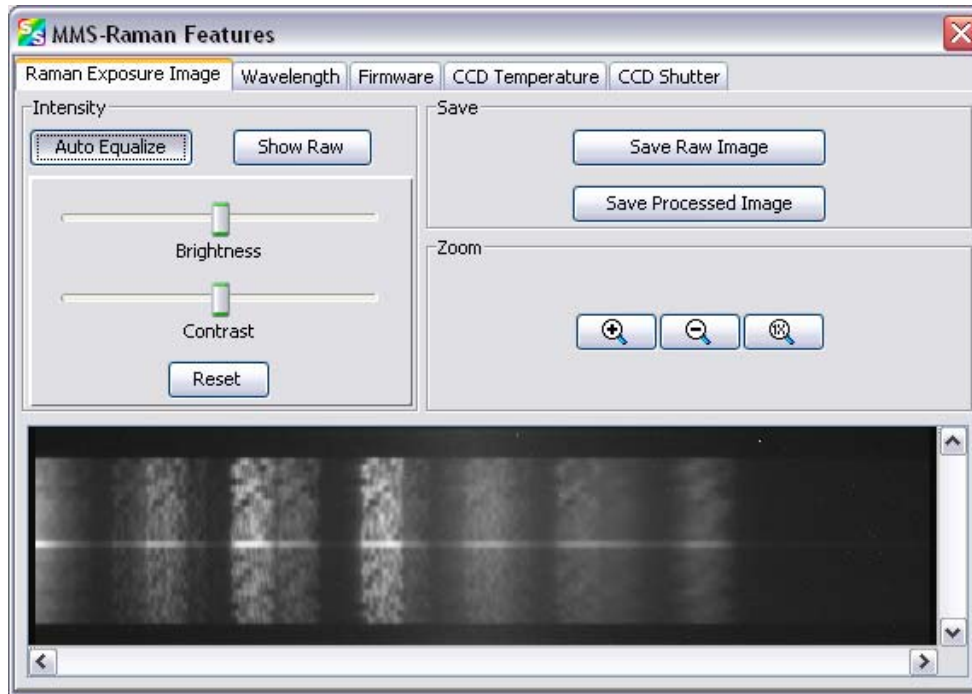 MMS-Raman Features
Raman Exposure Image Wavelength Firmware CCD Temperature CCD Shutter
Intensity
Auto Equalize Show Raw
Brightness
Contrast
Reset
Save
Save Raw Image
Save Processed Image
Zoom
1X